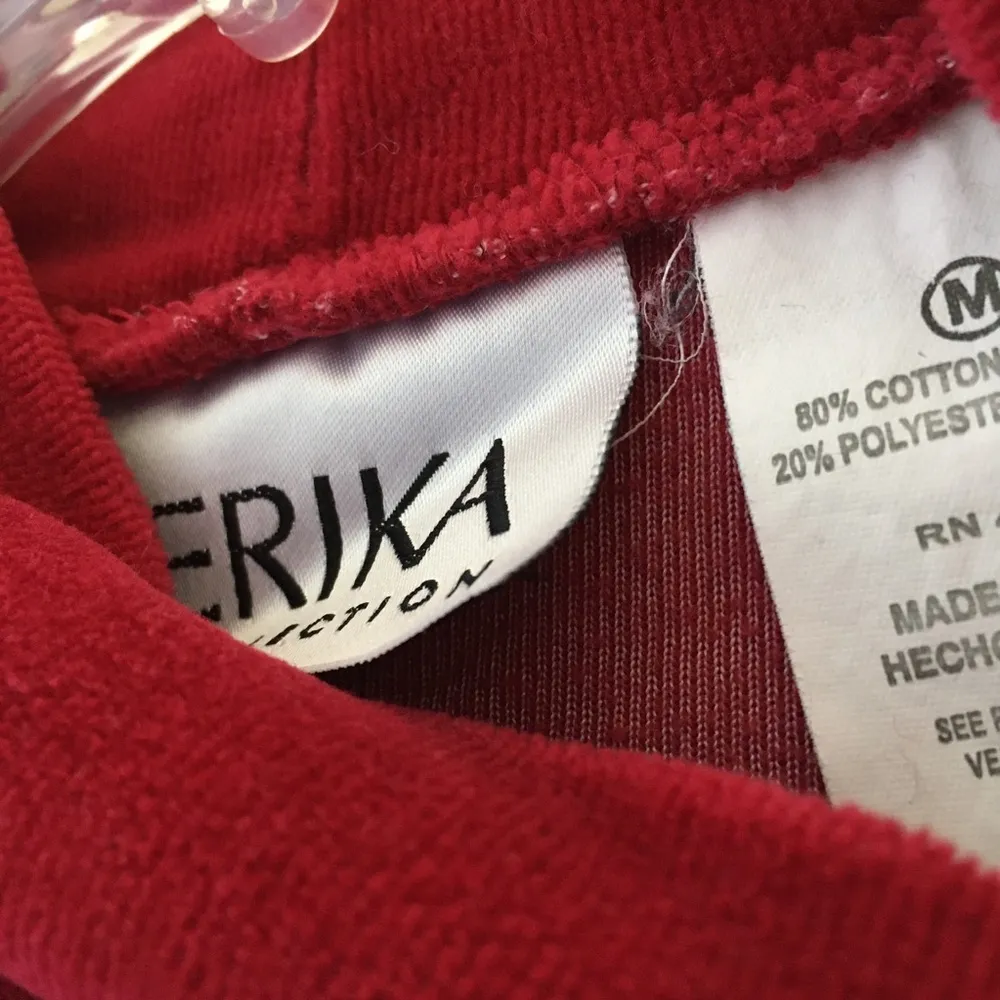 ERIKA
M
80% COTTON
20% POLYESTE
RN
MADE
HECHO
SEE
VE